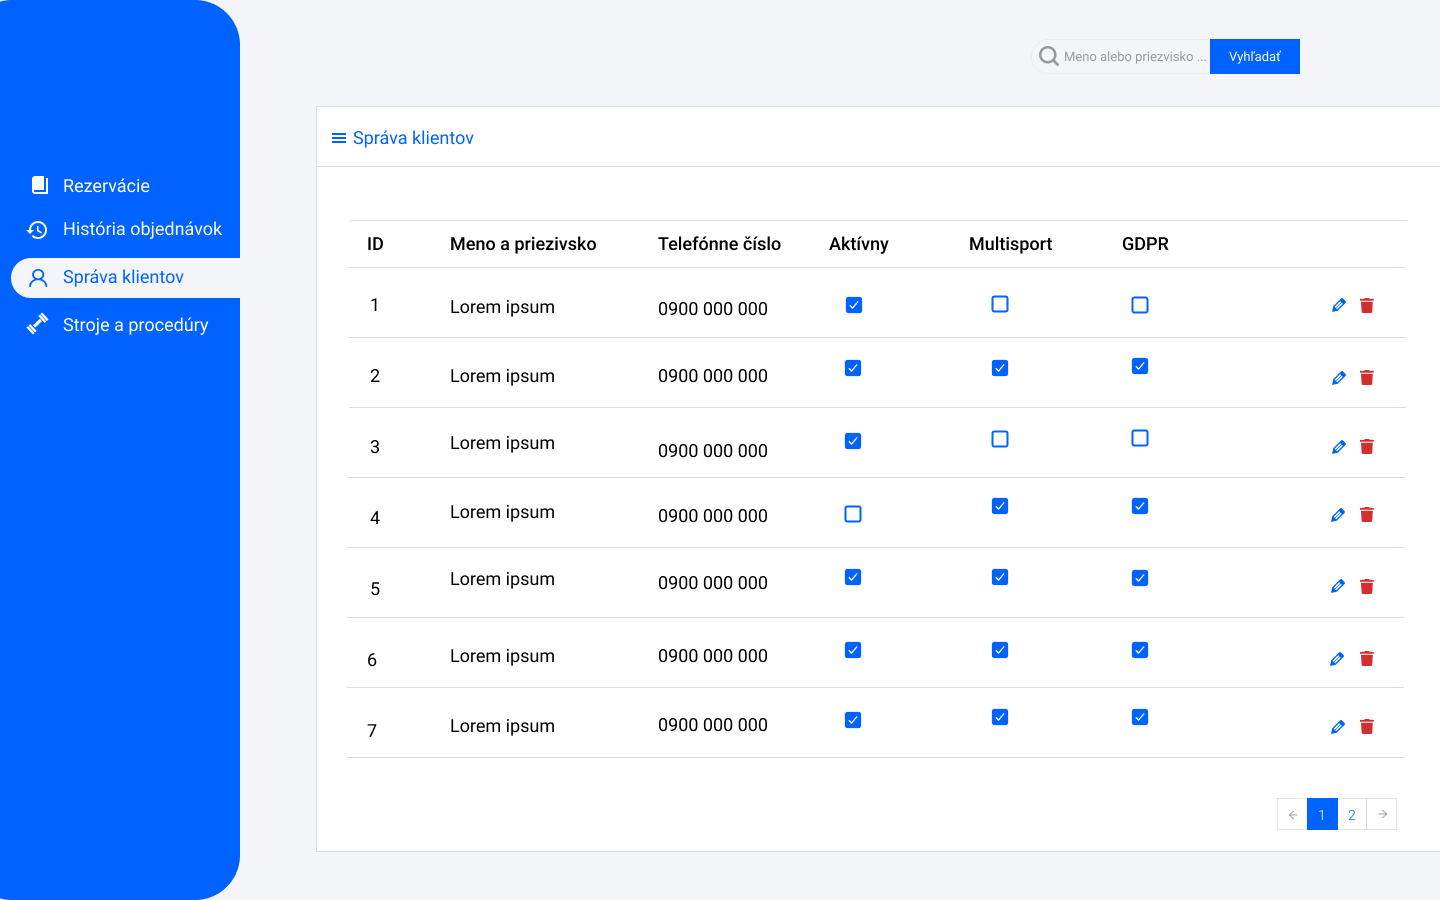 Meno alebo priezvisko ... Vyhľadať
Správa klientov
Rezervácie
História objednávok
Správa klientov
Stroje a procedúry
ID Meno a priezivsko Telefónne číslo Aktívny Multisport GDPR
1 Lorem ipsum 0900 000 000
2 Lorem ipsum 0900 000 000
3 Lorem ipsum 0900 000 000
4 Lorem ipsum 0900 000 000
5 Lorem ipsum 0900 000 000
6 Lorem ipsum 0900 000 000
7 Lorem ipsum 0900 000 000
1 2